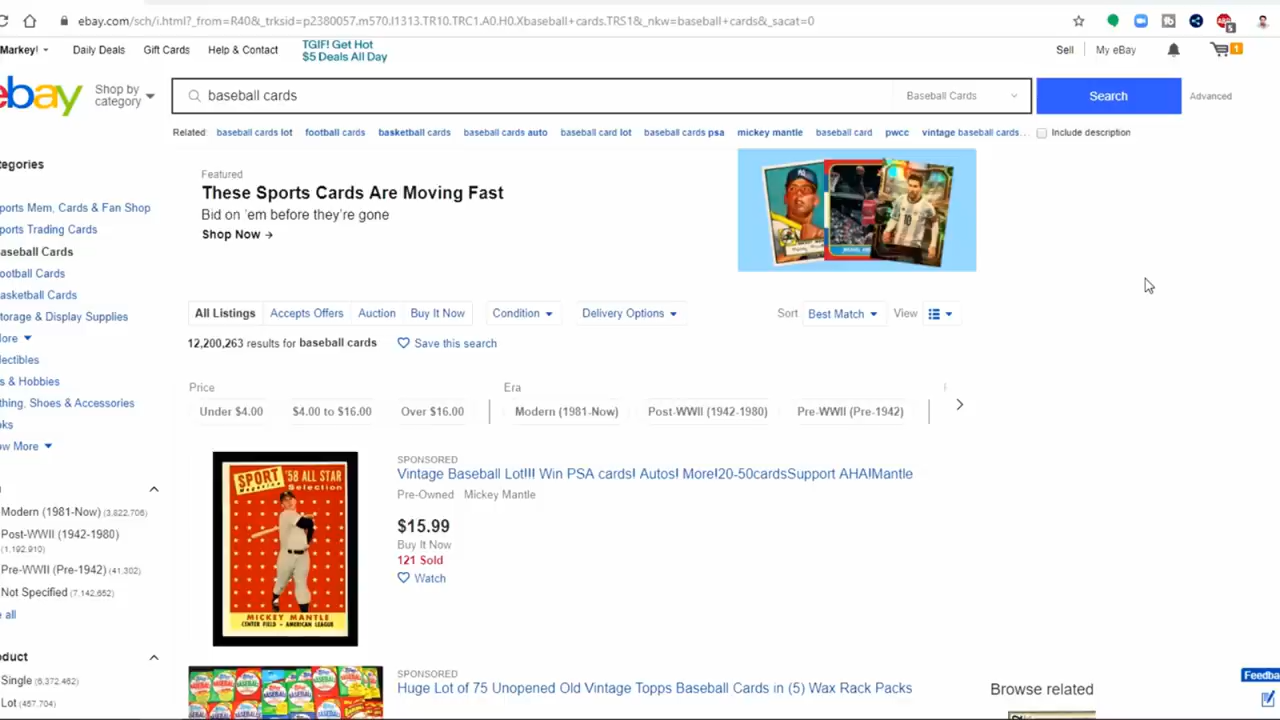 ebay.com/sch/i.html?_from=R40&_trksid=p2380057.m570.l1313.TR10.TRC1.A0.H0.Xbaseball+cards.TRS1&_nkw=baseball+cards&_sacat=0
Markey! Daily Deals Gift Cards Help & Contact TGIF! Get Hot $5 Deals All Day Sell My eBay 1
ebay Shop by category baseball cards Baseball Cards Search Advanced
Related: baseball cards lot football cards basketball cards baseball cards auto baseball card lot baseball cards psa mickey mantle baseball card pwcc vintage baseball cards... Include description
tegories
ports Mem, Cards & Fan Shop
ports Trading Cards
aseball Cards
ootball Cards
asketball Cards
torage & Display Supplies
ore
lectibles
s & Hobbies
thing, Shoes & Accessories
oks
ow More
Modern (1981-Now) (3,822,706)
Post-WWII (1942-1980)
(1,192,910)
Pre-WWII (Pre-1942) (41,302)
Not Specified (7,142,652)
e all
oduct
Single (6,372,462)
Lot (457,704)
Featured
These Sports Cards Are Moving Fast
Bid on 'em before they're gone
Shop Now →
All Listings Accepts Offers Auction Buy It Now Condition Delivery Options Sort Best Match View
12,200,263 results for baseball cards Save this search
Price Era
Under $4.00 $4.00 to $16.00 Over $16.00 Modern (1981-Now) Post-WWII (1942-1980) Pre-WWII (Pre-1942)
SPORT '58 ALL STAR
Selection
MICKEY MANTLE
CENTER FIELD - AMERICAN LEAGUE
SPONSORED
Vintage Baseball Lot!!! Win PSA cards! Autos! More!20-50cardsSupport AHA!Mantle
Pre-Owned Mickey Mantle
$15.99
Buy It Now
121 Sold
Watch
SPONSORED
Huge Lot of 75 Unopened Old Vintage Topps Baseball Cards in (5) Wax Rack Packs
Browse related
Feedba